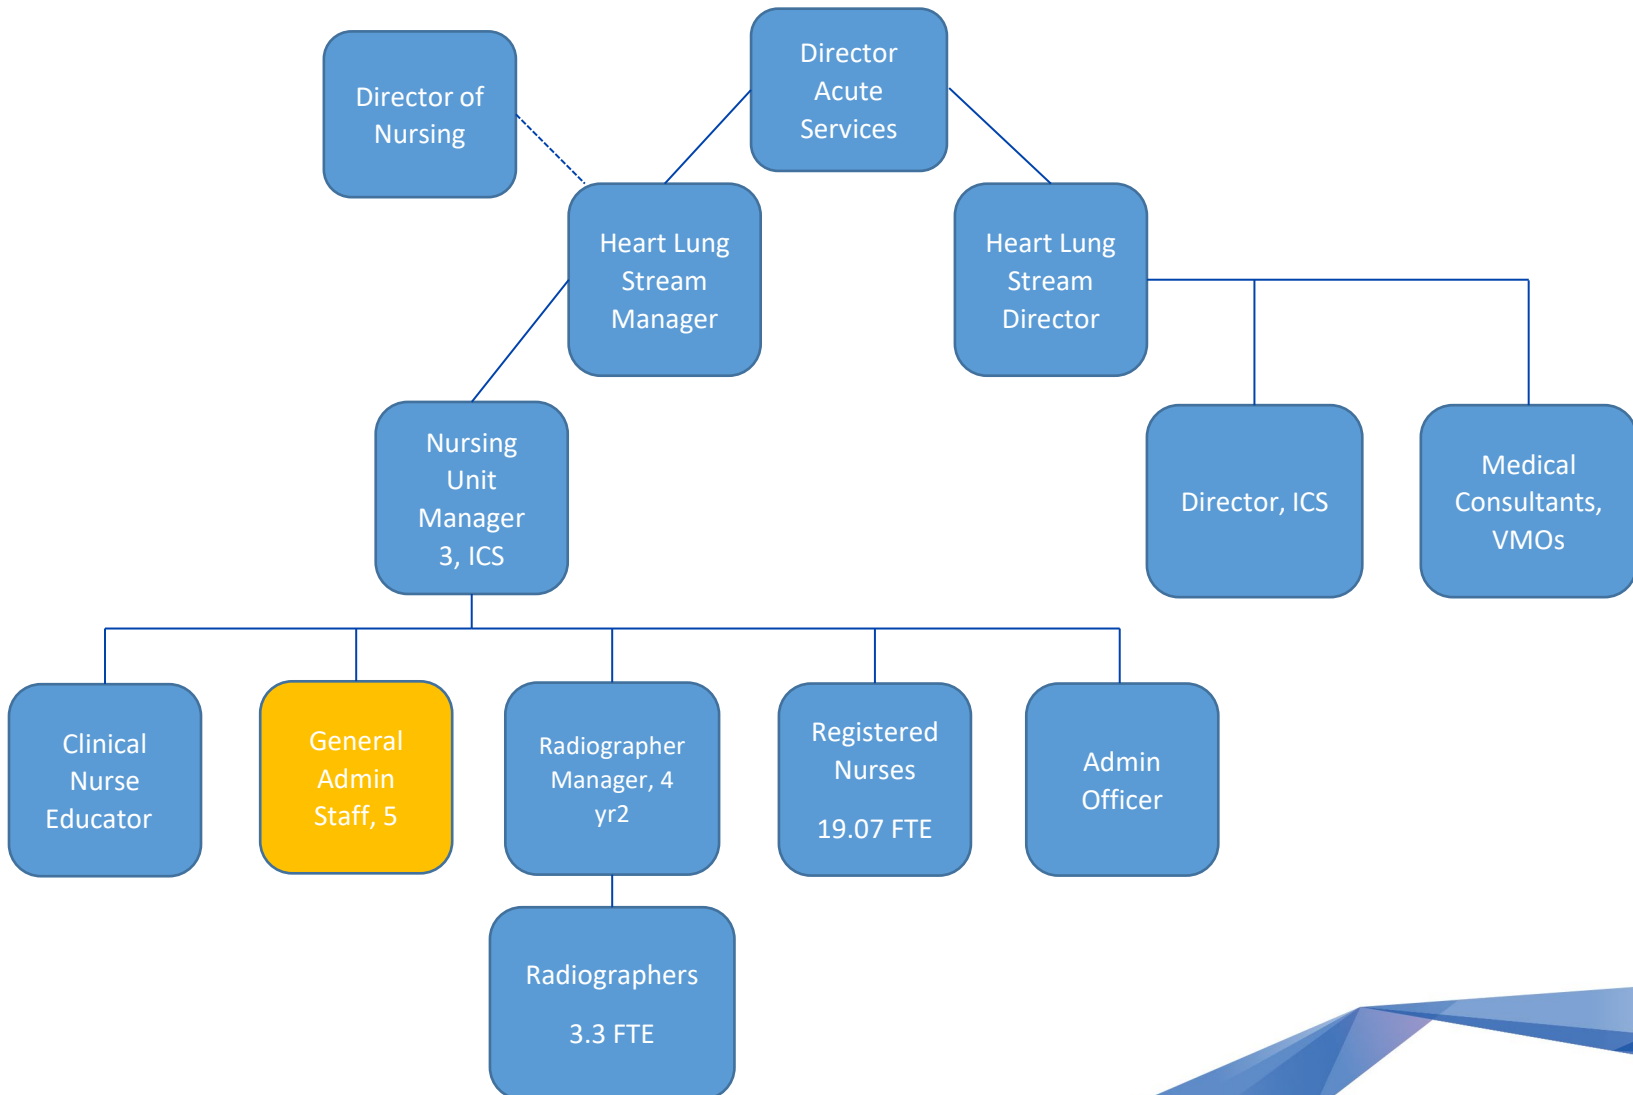 Director of
Nursing
Director
Acute
Services
Heart Lung
Stream
Manager
Heart Lung
Stream
Director
Nursing
Unit
Manager
3, ICS
Director, ICS
Medical
Consultants,
VMOs
Clinical
Nurse
Educator
General
Admin
Staff, 5
Radiographer
Manager, 4
yr2
Registered
Nurses
19.07 FTE
Admin
Officer
Radiographers
3.3 FTE